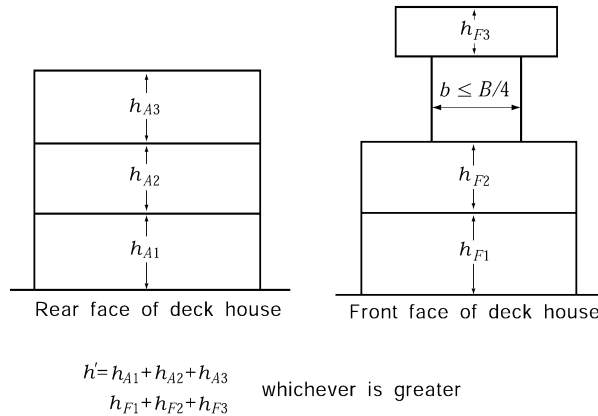 h_{A3}
h_{A2}
h_{A1}
Rear face of deck house
h_{F3}
b ≤ B/4
h_{F2}
h_{F1}
Front face of deck house
h'=h_{A1}+h_{A2}+h_{A3}
h_{F1}+h_{F2}+h_{F3}
whichever is greater